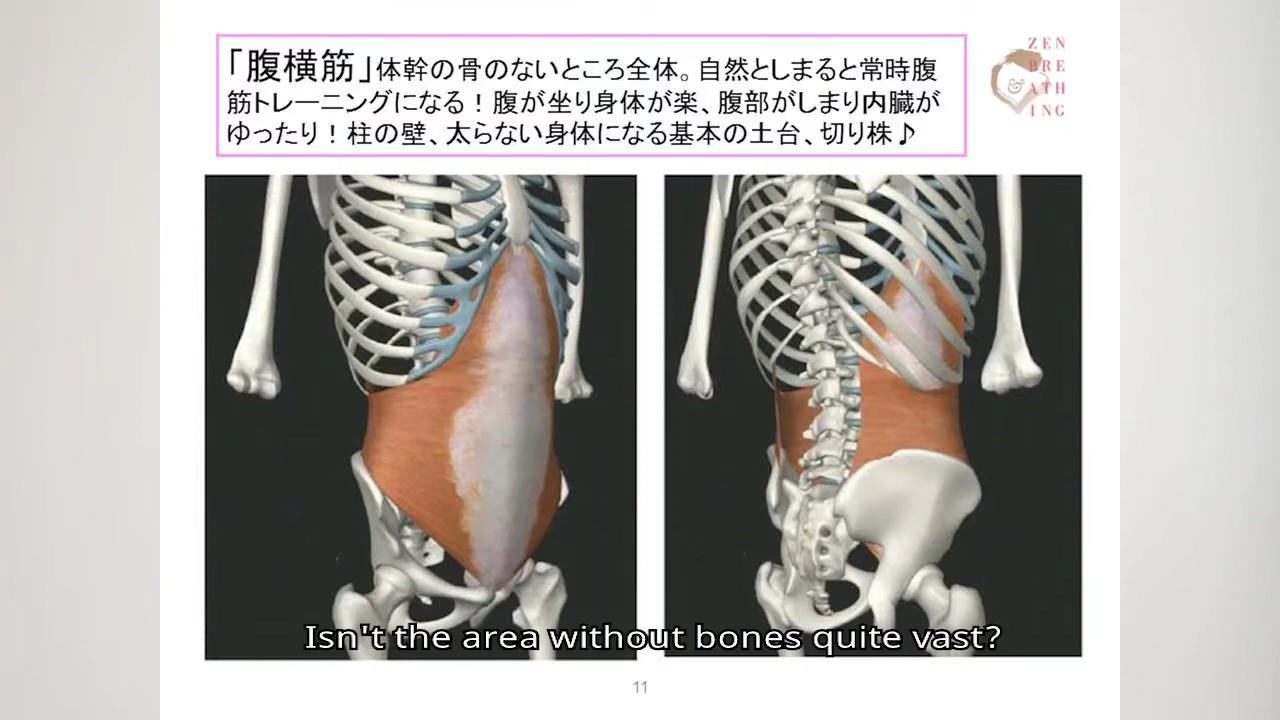 「腹横筋」体幹の骨のないところ全体。自然としまると常時腹
筋トレーニングになる！腹が坐り身体が楽、腹部がしまり内臓が
ゆったり！柱の壁、太らない身体になる基本の土台、切り株♪
ZEN
BRE
& ATH
ING
Isn't the area without bones quite vast?
11